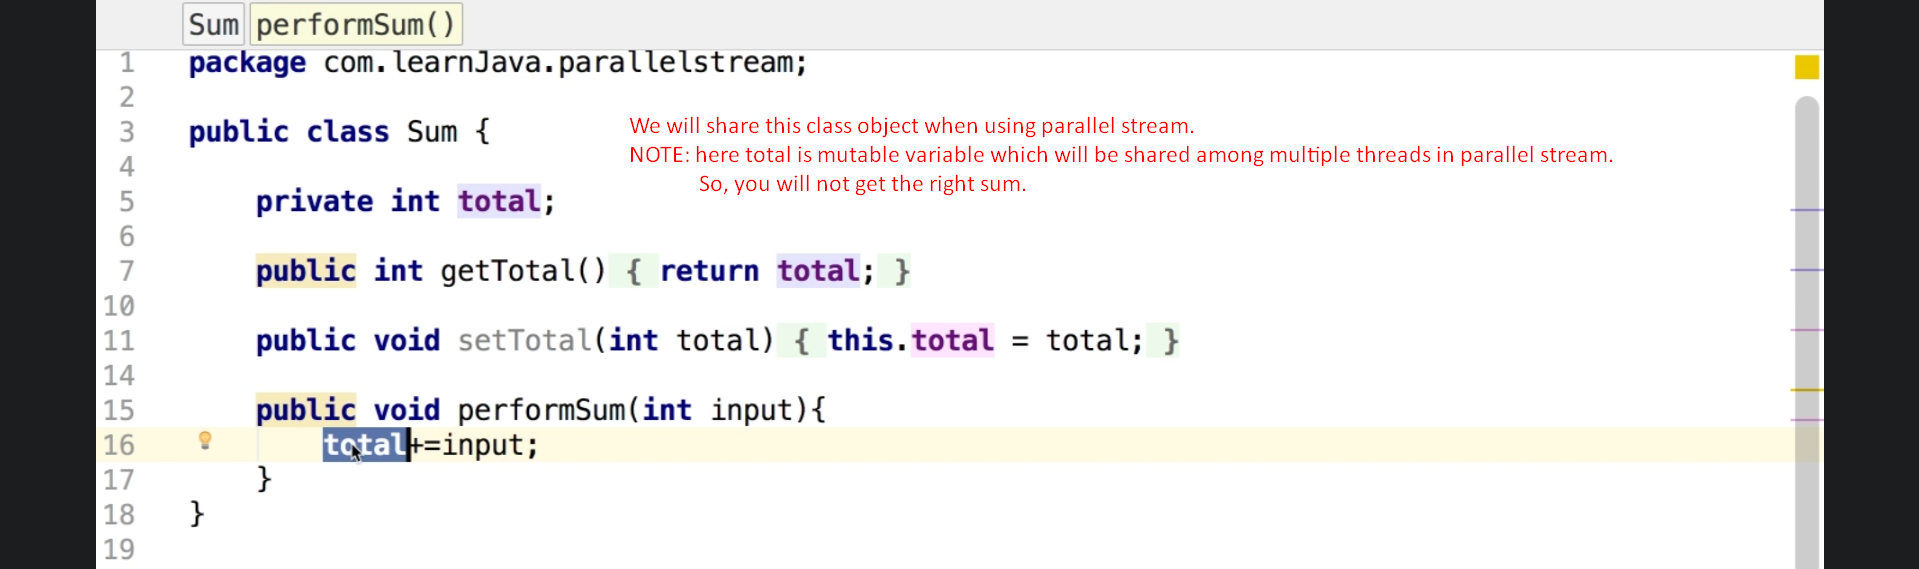 Sum performSum()
1 package com.learnJava.parallelstream;
2
3 public class Sum {
We will share this class object when using parallel stream.
NOTE: here total is mutable variable which will be shared among multiple threads in parallel stream.
So, you will not get the right sum.
4
5 private int total;
6
7 public int getTotal() { return total; }
10
11 public void setTotal(int total) { this.total = total; }
14
15 public void performSum(int input){
16 total+=input;
17 }
18 }
19